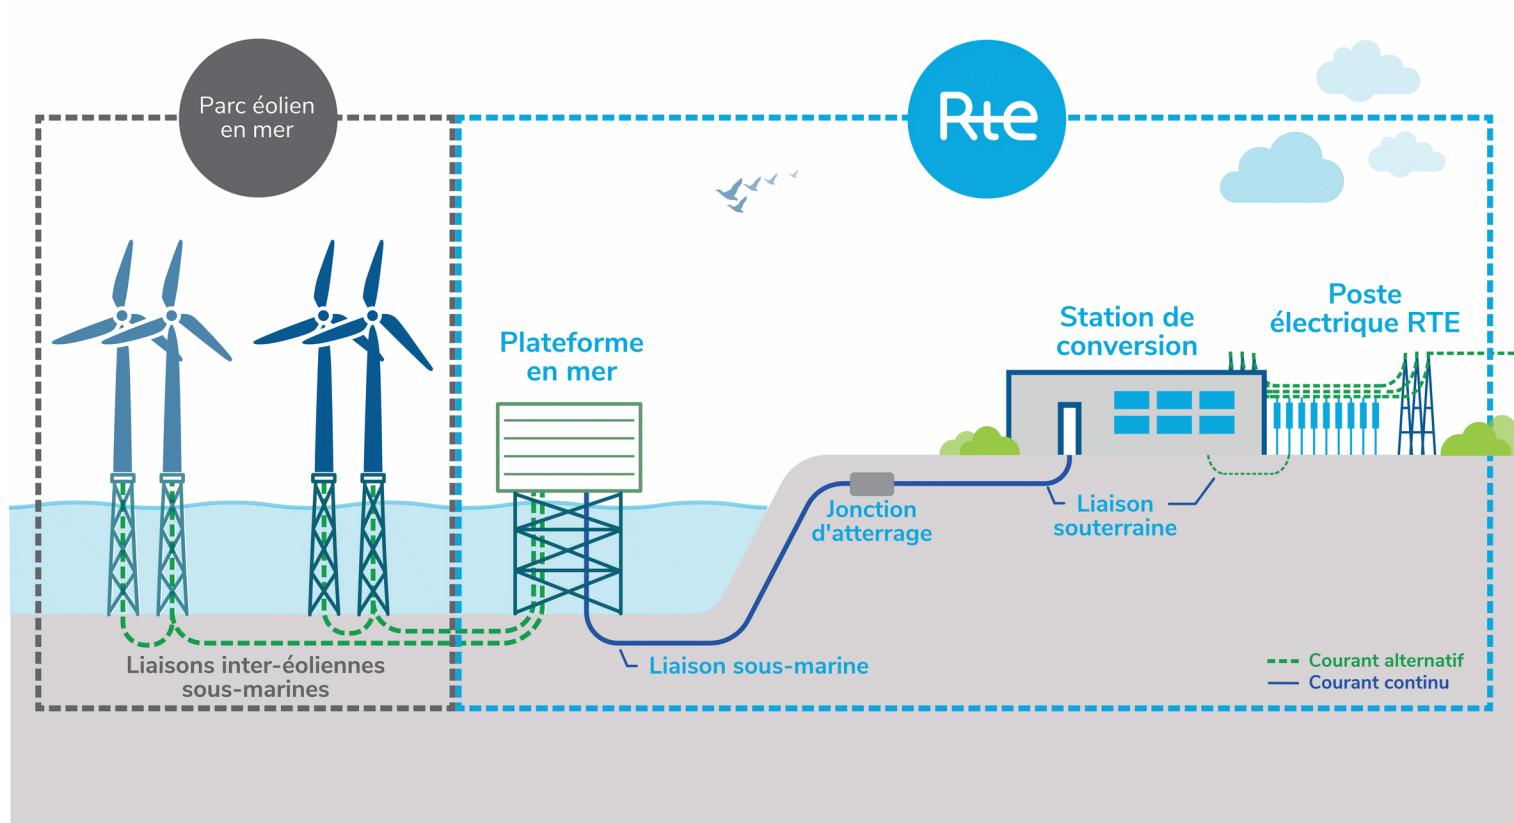 Parc éolien
en mer
Rte
Plateforme
en mer
Station de
conversion
Poste
électrique RTE
Jonction
d'atterrage
Liaison
souterraine
Liaisons inter-éoliennes
sous-marines
Liaison sous-marine
Courant alternatif
Courant continu